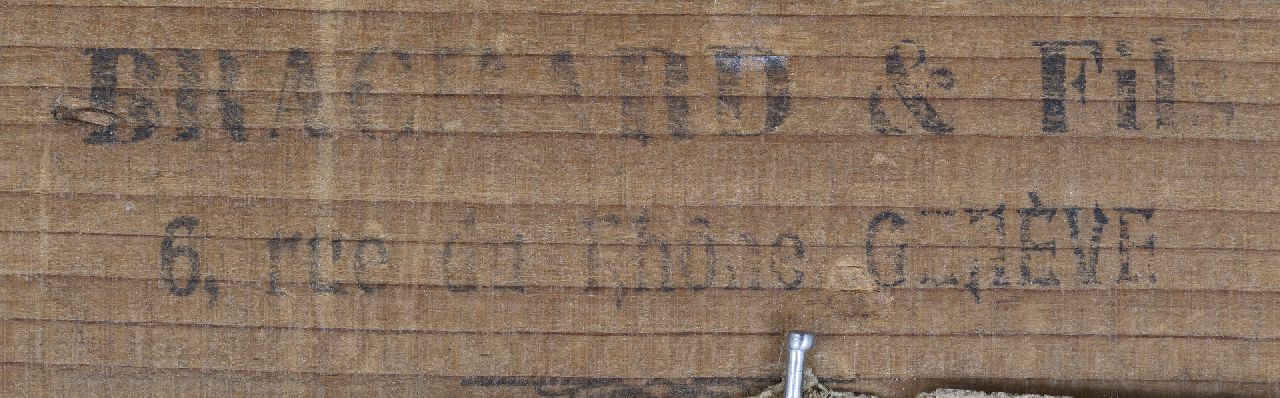 BRACHARD & Fils
6, rue du Rhône GENÈVE